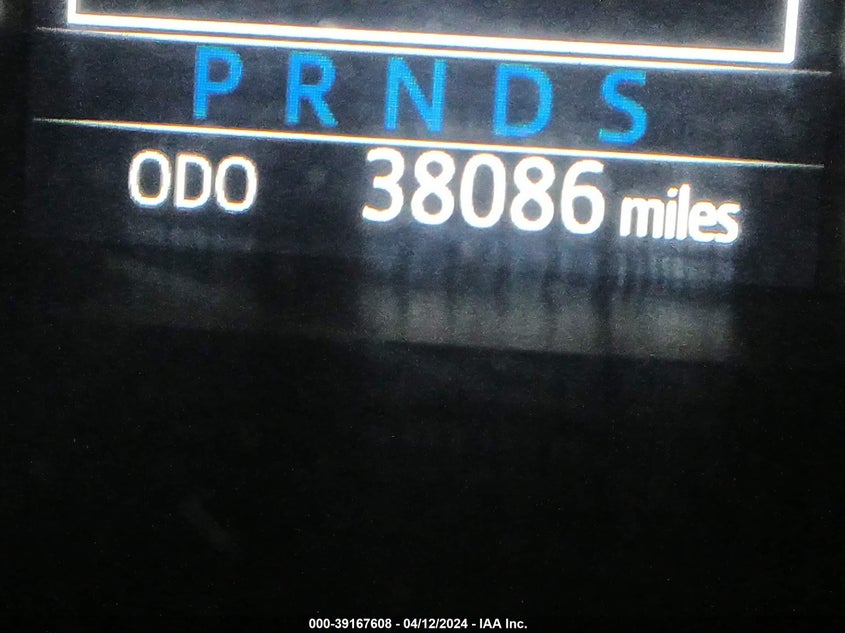 P R N D S
ODO 38086 miles
000-39167608 - 04/12/2024 - IAA Inc.